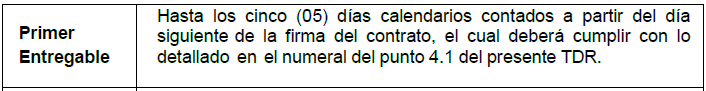 Primer
Entregable
Hasta los cinco (05) días calendarios contados a partir del día
siguiente de la firma del contrato, el cual deberá cumplir con lo
detallado en el numeral del punto 4.1 del presente TDR.